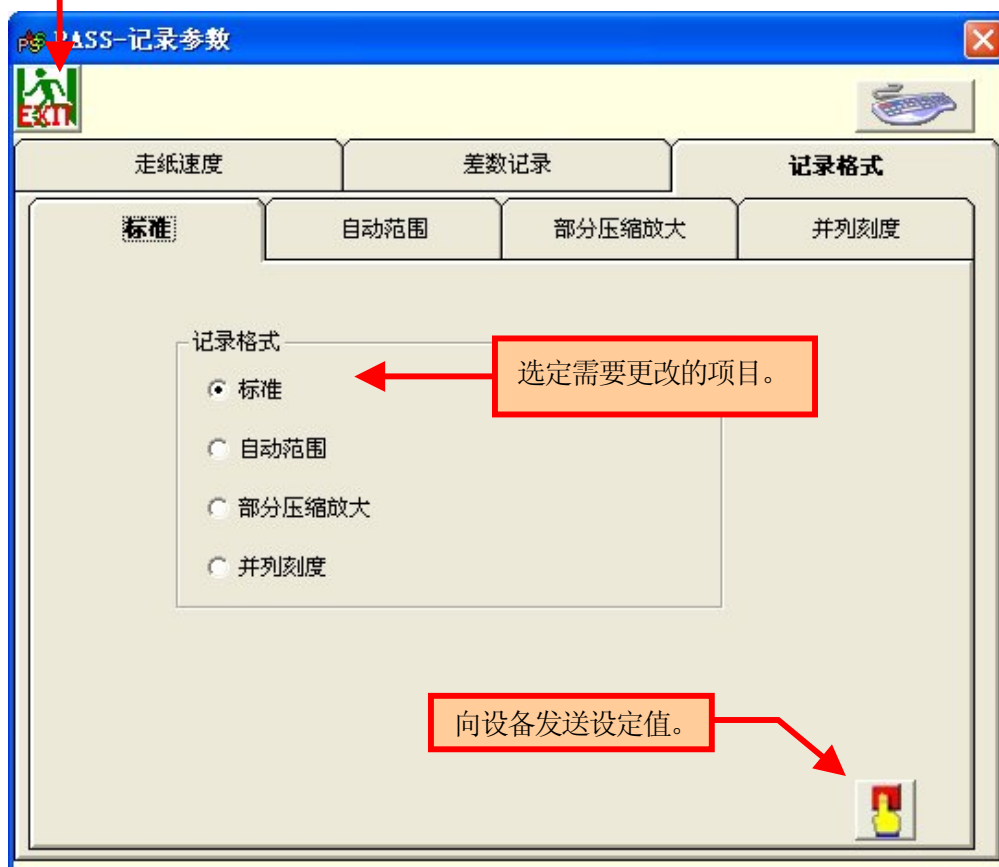 PASS-记录参数
EXIT
走纸速度 差数记录 记录格式
标准 自动范围 部分压缩放大 并列刻度
记录格式
标准
选定需要更改的项目。
自动范围
部分压缩放大
并列刻度
向设备发送设定值。